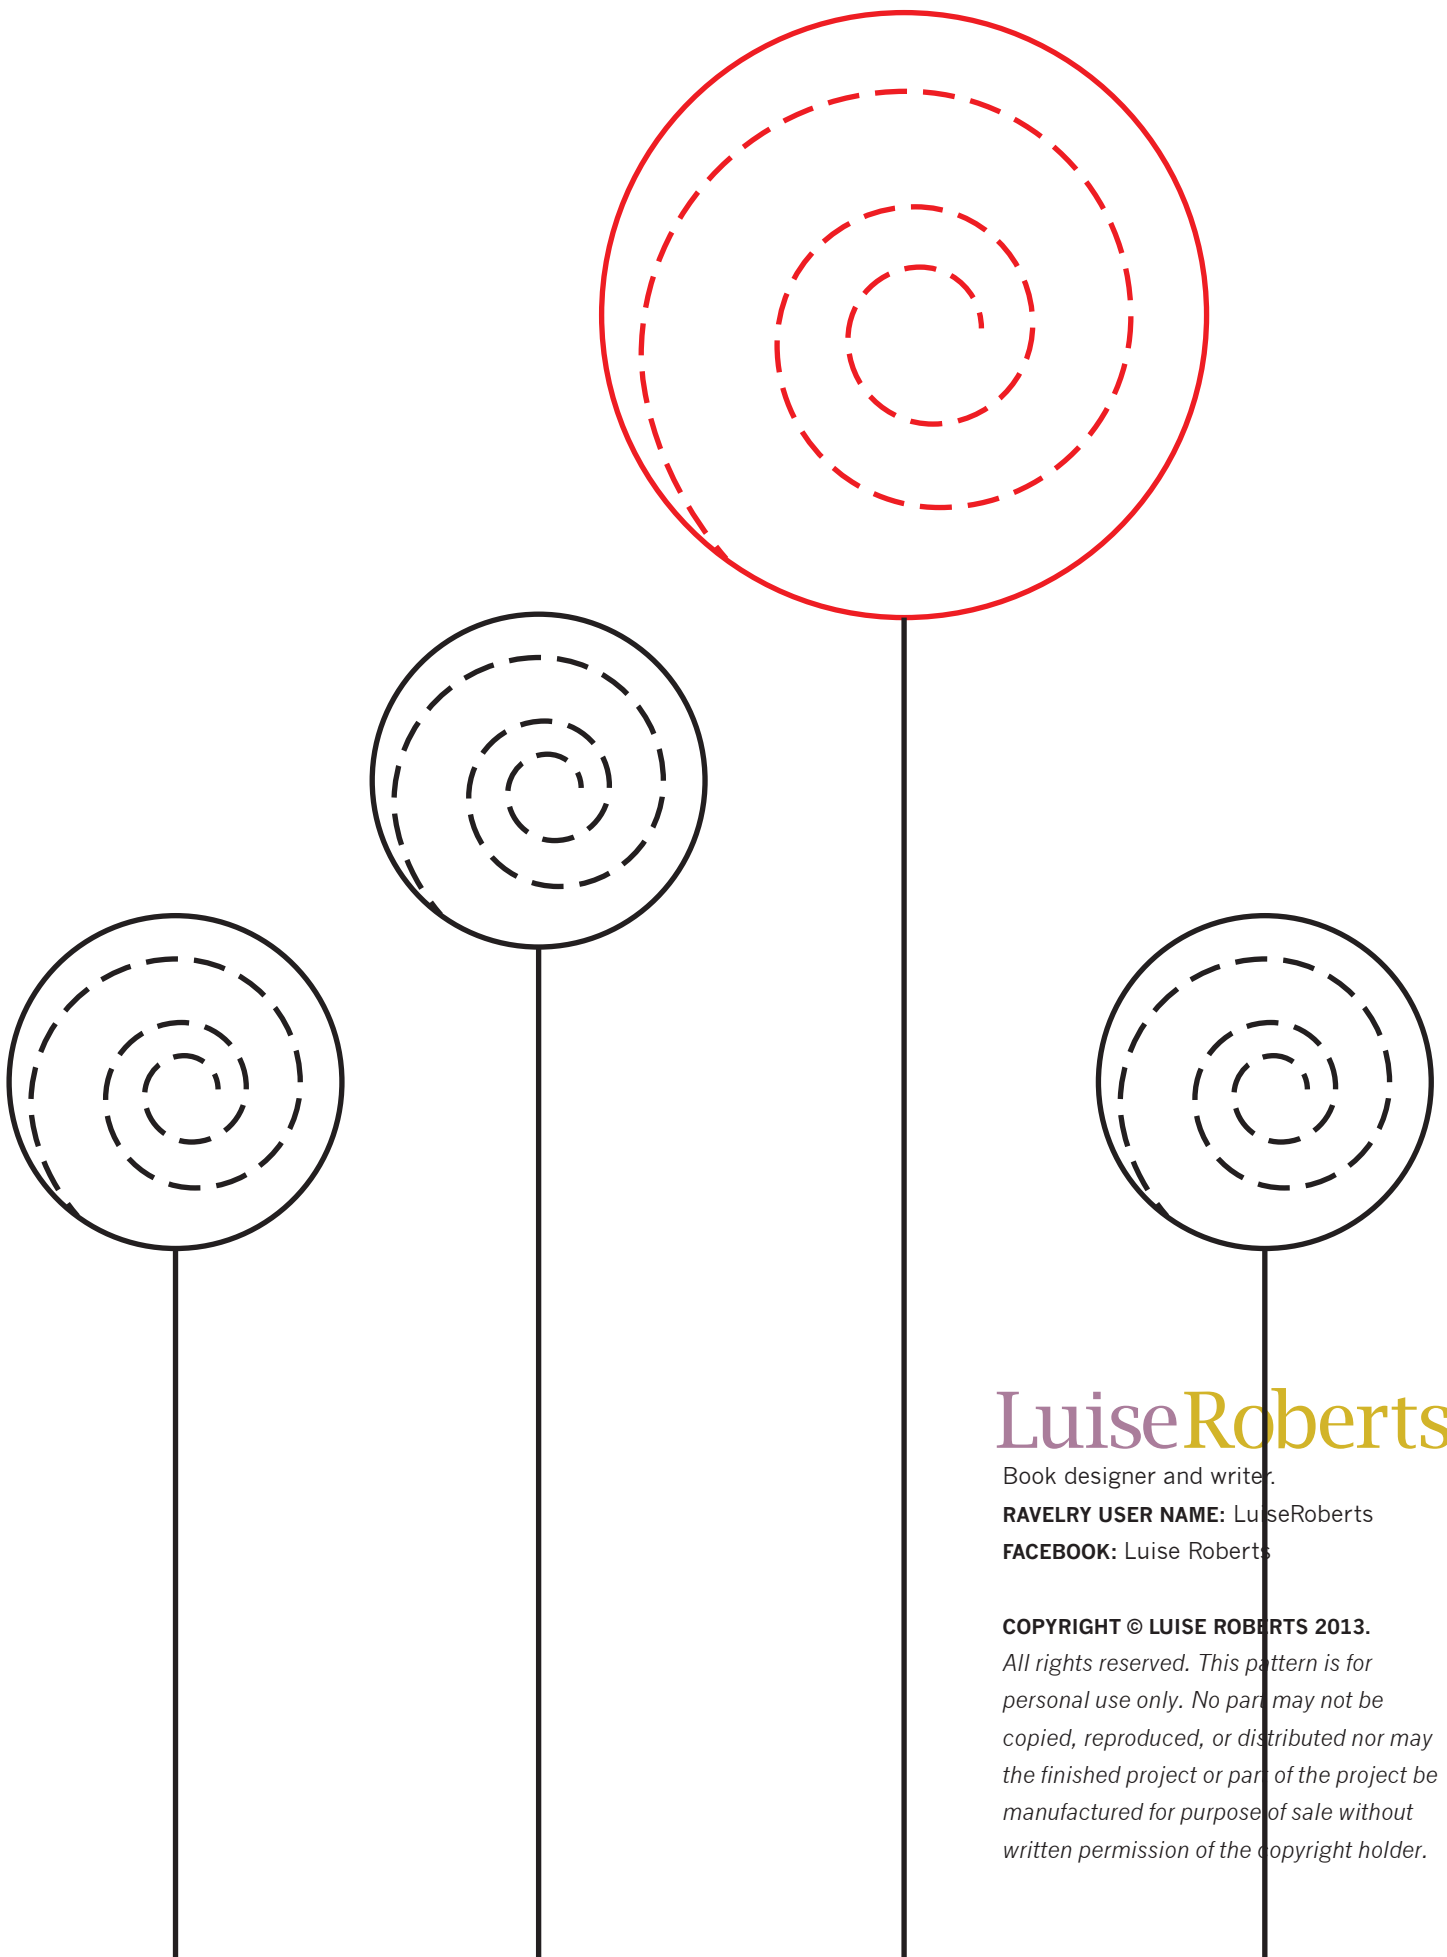 LuiseRoberts
Book designer and writer.
RAVELRY USER NAME: LuiseRoberts
FACEBOOK: Luise Roberts
COPYRIGHT © LUISE ROBERTS 2013.
All rights reserved. This pattern is for
personal use only. No part may not be
copied, reproduced, or distributed nor may
the finished project or part of the project be
manufactured for purpose of sale without
written permission of the copyright holder.